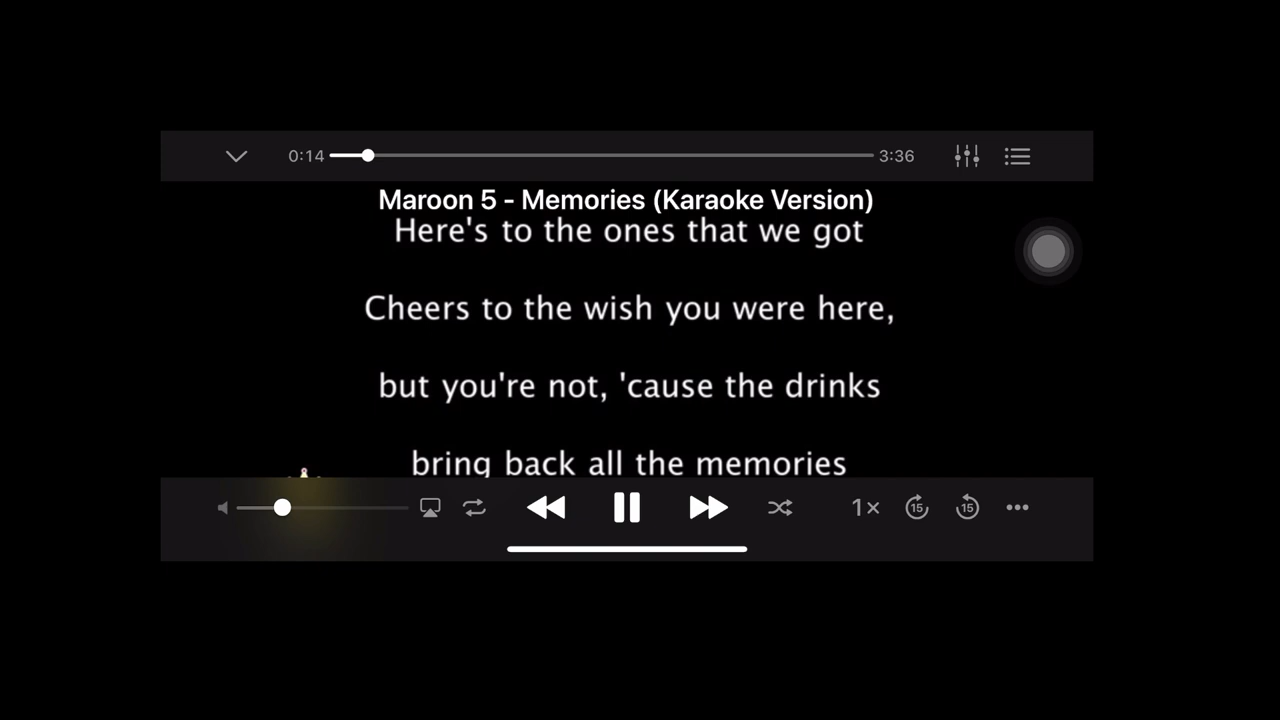 0:14 3:36
Maroon 5 - Memories (Karaoke Version)
Here's to the ones that we got
Cheers to the wish you were here,
but you're not, 'cause the drinks
bring back all the memories
1× 15 15